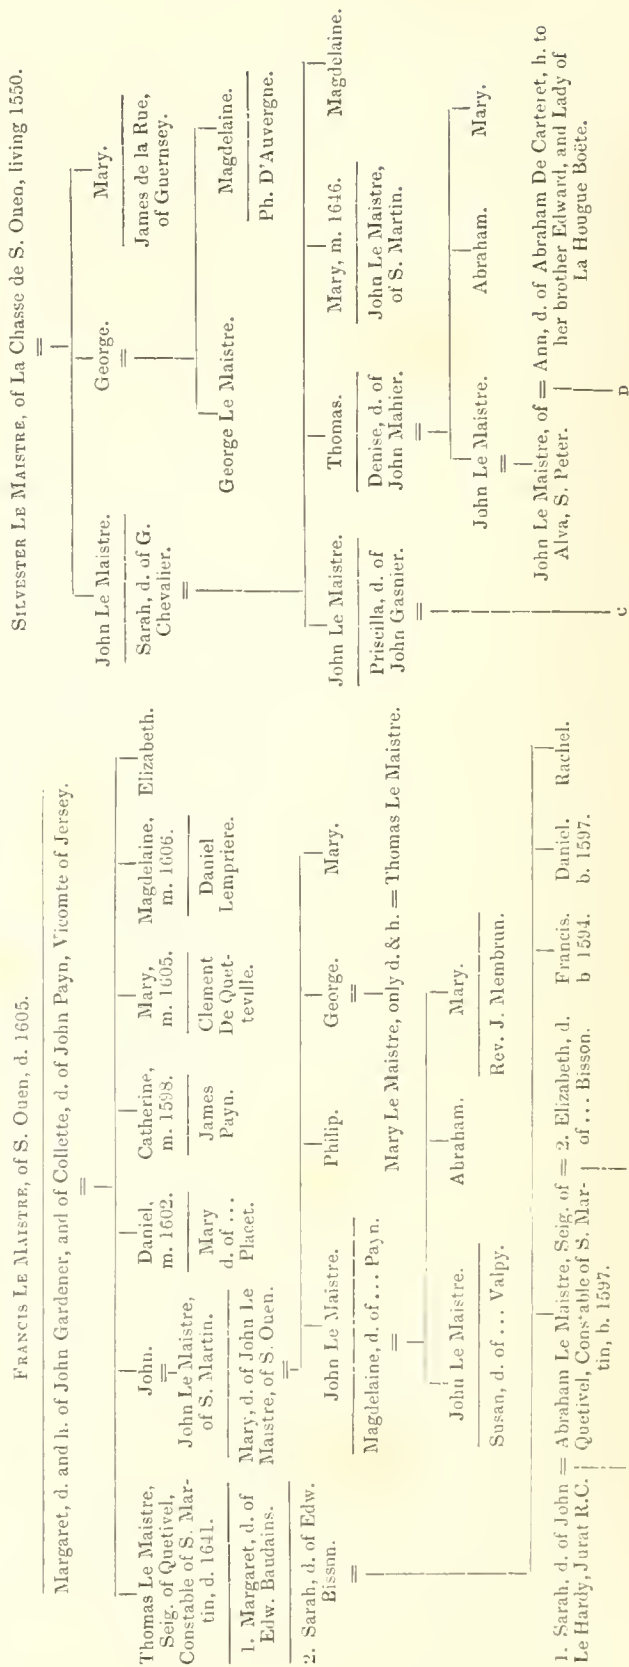 FRANCIS LE MAISTRE, of S. Ouen, d. 1605.
Margaret, d. and h. of John Gardener, and of Collette, d. of John Payn, Vicomte of Jersey.
=
Thomas Le Maistre,
Seig. of Quetivel,
Constable of S. Mar-
tin, d. 1641.
1. Margaret, d. of
Edw. Baudains.
2. Sarah, d. of Edw.
Bisson.
=
John.
=
John Le Maistre,
of S. Martin.
Mary, d. of John Le
Maistre, of S. Ouen.
=
Daniel,
m. 1602.
Mary
d. of ...
Placet.
Catherine,
m. 1598.
James
Payn.
Mary,
m. 1605.
Clement
De Quet-
teville.
Magdelaine,
m. 1606.
Daniel
Lempriere.
Elizabeth.
John Le Maistre.
Magdelaine, d. of ... Payn.
=
Philip.
George.
=
Mary Le Maistre, only d. & h. = Thomas Le Maistre.
Mary.
John Le Maistre.
Susan, d. of ... Valpy.
Abraham.
Mary.
Rev. J. Membrun.
1. Sarah, d. of John = Abraham Le Maistre, Seig. of = 2. Elizabeth, d.
Le Hardy, Jurat R.C. Quetivel, Constable of S. Mar- of ... Bisson.
tin, b. 1597.
Francis.
b 1594.
Daniel.
b. 1597.
Rachel.
SILVESTER LE MAISTRE, of La Chasse de S. Ouen, living 1550.
=
John Le Maistre.
Sarah, d. of G.
Chevalier.
=
George.
=
Mary.
James de la Rue,
of Guernsey.
George Le Maistre.
Magdelaine.
Ph. D'Auvergne.
John Le Maistre.
Priscilla, d. of
John Gasnier.
=
C
Thomas.
Denise, d. of
John Mahier.
=
Mary, m. 1646.
John Le Maistre,
of S. Martin.
Magdelaine.
John Le Maistre.
=
Abraham.
Mary.
John Le Maistre, of = Ann, d. of Abraham De Carteret, h. to
Alva, S. Peter. her brother Edward, and Lady of
La Hougue Boëte.
D